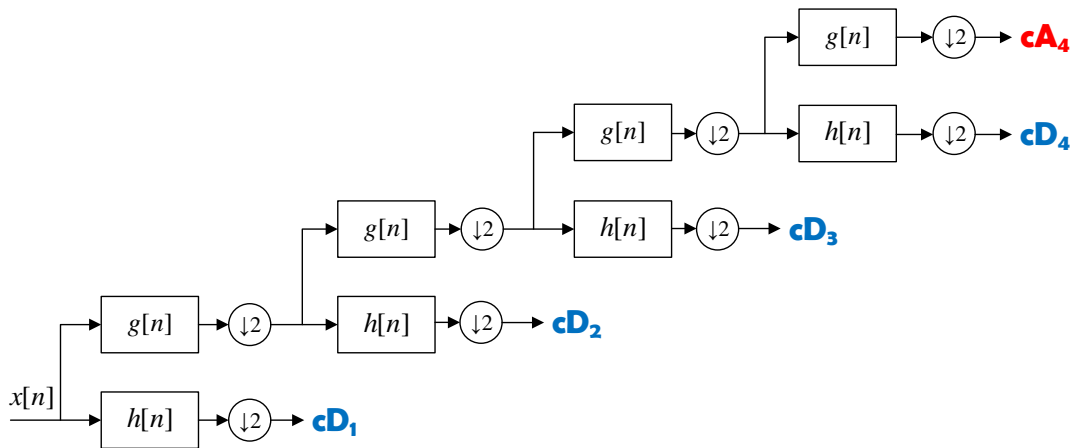 g[n] ↓2 cA₄
g[n] ↓2 h[n] ↓2 cD₄
g[n] ↓2 h[n] ↓2 cD₃
g[n] ↓2 h[n] ↓2 cD₂
x[n] h[n] ↓2 cD₁